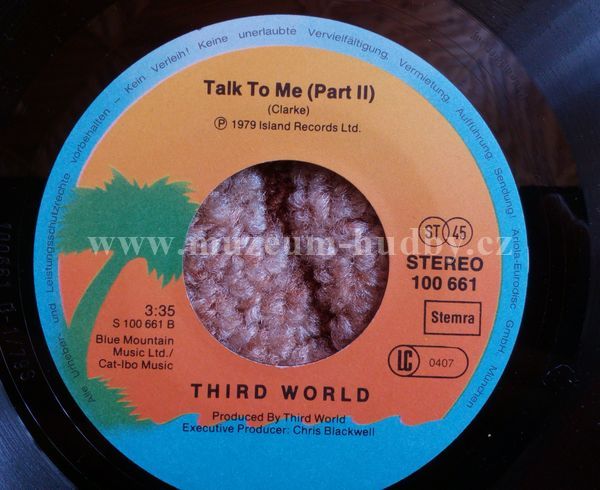 Alle Urheber- und Leistungsschutzrechte vorbehalten - Kein Verleih! Keine unerlaubte Vervielfältigung, Vermietung, Aufführung, Sendung! Ariola-Eurodisc GmbH, München
Talk To Me (Part II)
(Clarke)
Ⓟ 1979 Island Records Ltd.
www.muzeum-hudby.cz
ST 45
STEREO
100 661
3:35
S 100 661 B
Blue Mountain
Music Ltd./
Cat-Ibo Music
Stemra
LC 0407
THIRD WORLD
Produced By Third World
Executive Producer: Chris Blackwell